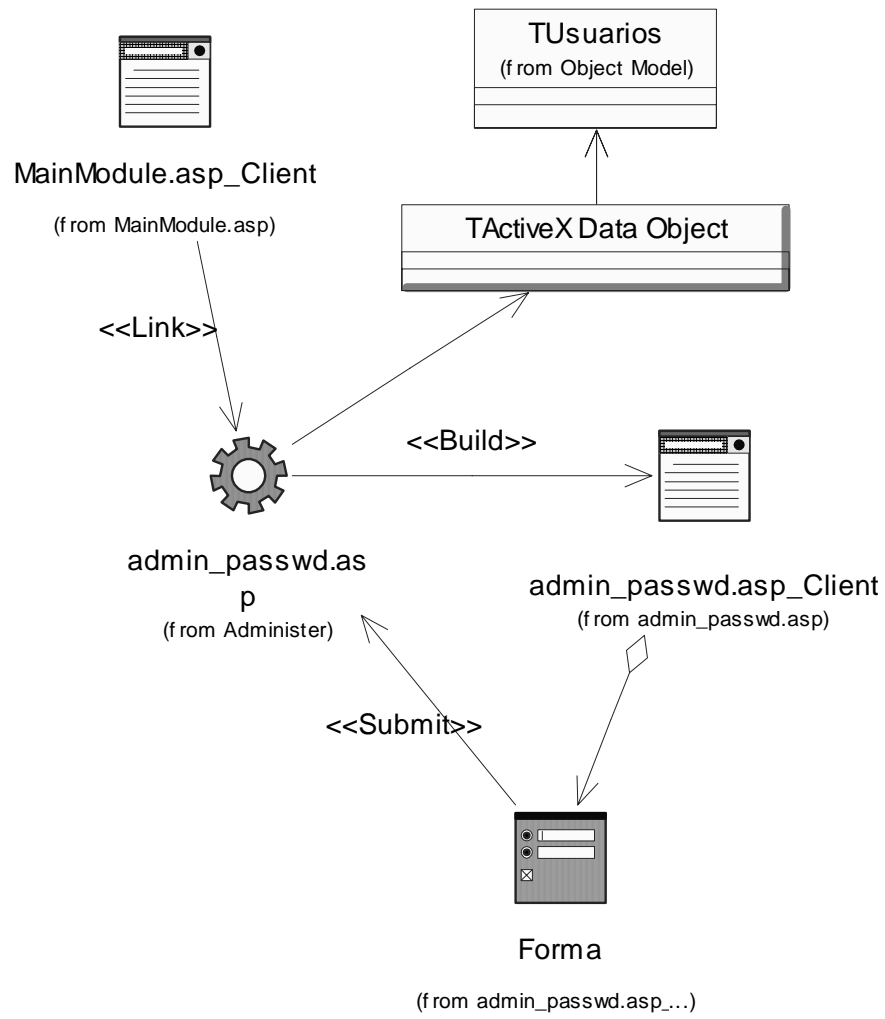 TUsuarios
(from Object Model)
MainModule.asp_Client
(from MainModule.asp)
TActiveX Data Object
<<Link>>
<<Build>>
admin_passwd.as
p
(from Administer)
admin_passwd.asp_Client
(from admin_passwd.asp)
<<Submit>>
Forma
(from admin_passwd.asp_...)